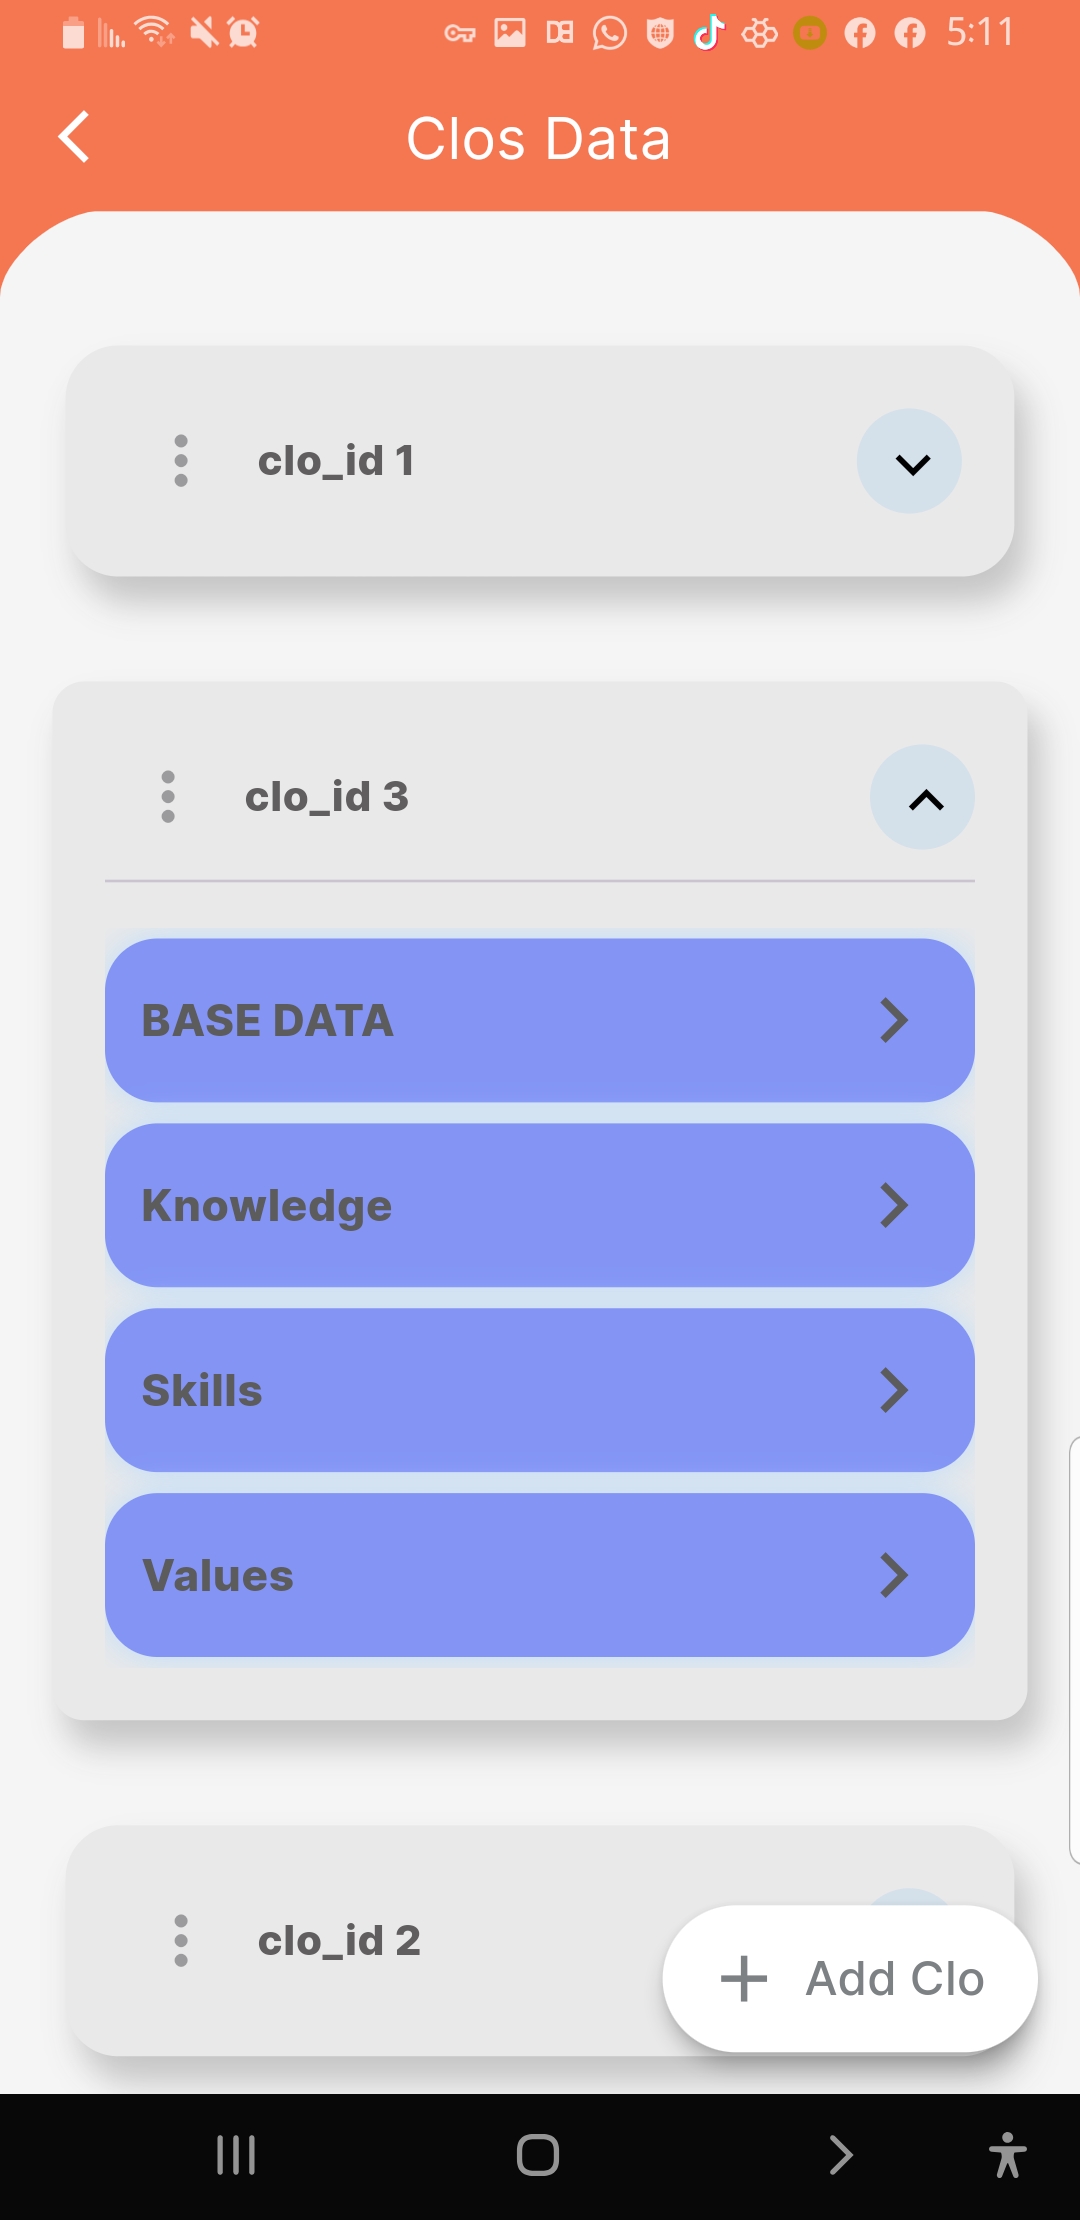 5:11
Clos Data
clo_id 1
clo_id 3
BASE DATA
Knowledge
Skills
Values
clo_id 2
Add Clo